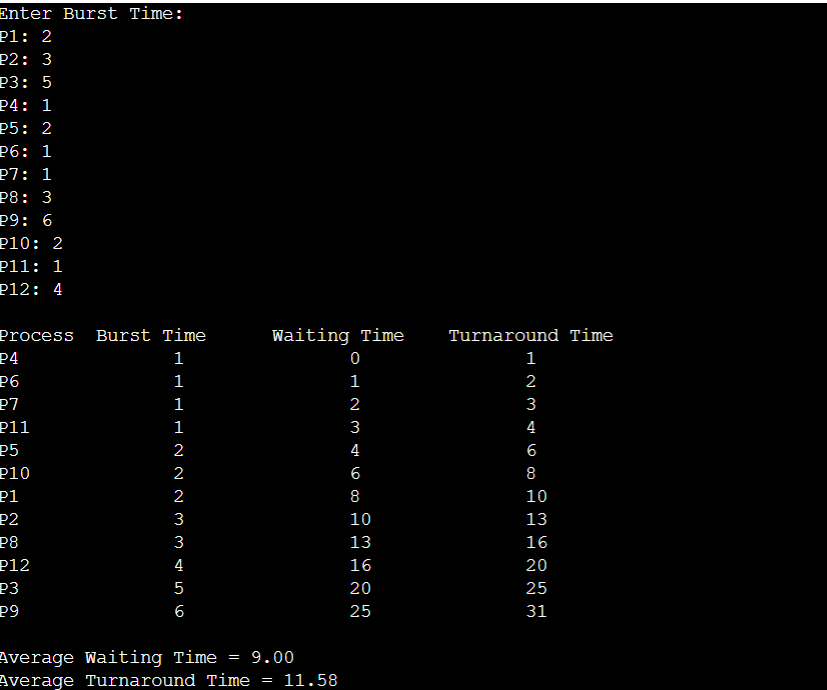 Enter Burst Time:
P1: 2
P2: 3
P3: 5
P4: 1
P5: 2
P6: 1
P7: 1
P8: 3
P9: 6
P10: 2
P11: 1
P12: 4
Process Burst Time Waiting Time Turnaround Time
P4 1 0 1
P6 1 1 2
P7 1 2 3
P11 1 3 4
P5 2 4 6
P10 2 6 8
P1 2 8 10
P2 3 10 13
P8 3 13 16
P12 4 16 20
P3 5 20 25
P9 6 25 31
Average Waiting Time = 9.00
Average Turnaround Time = 11.58